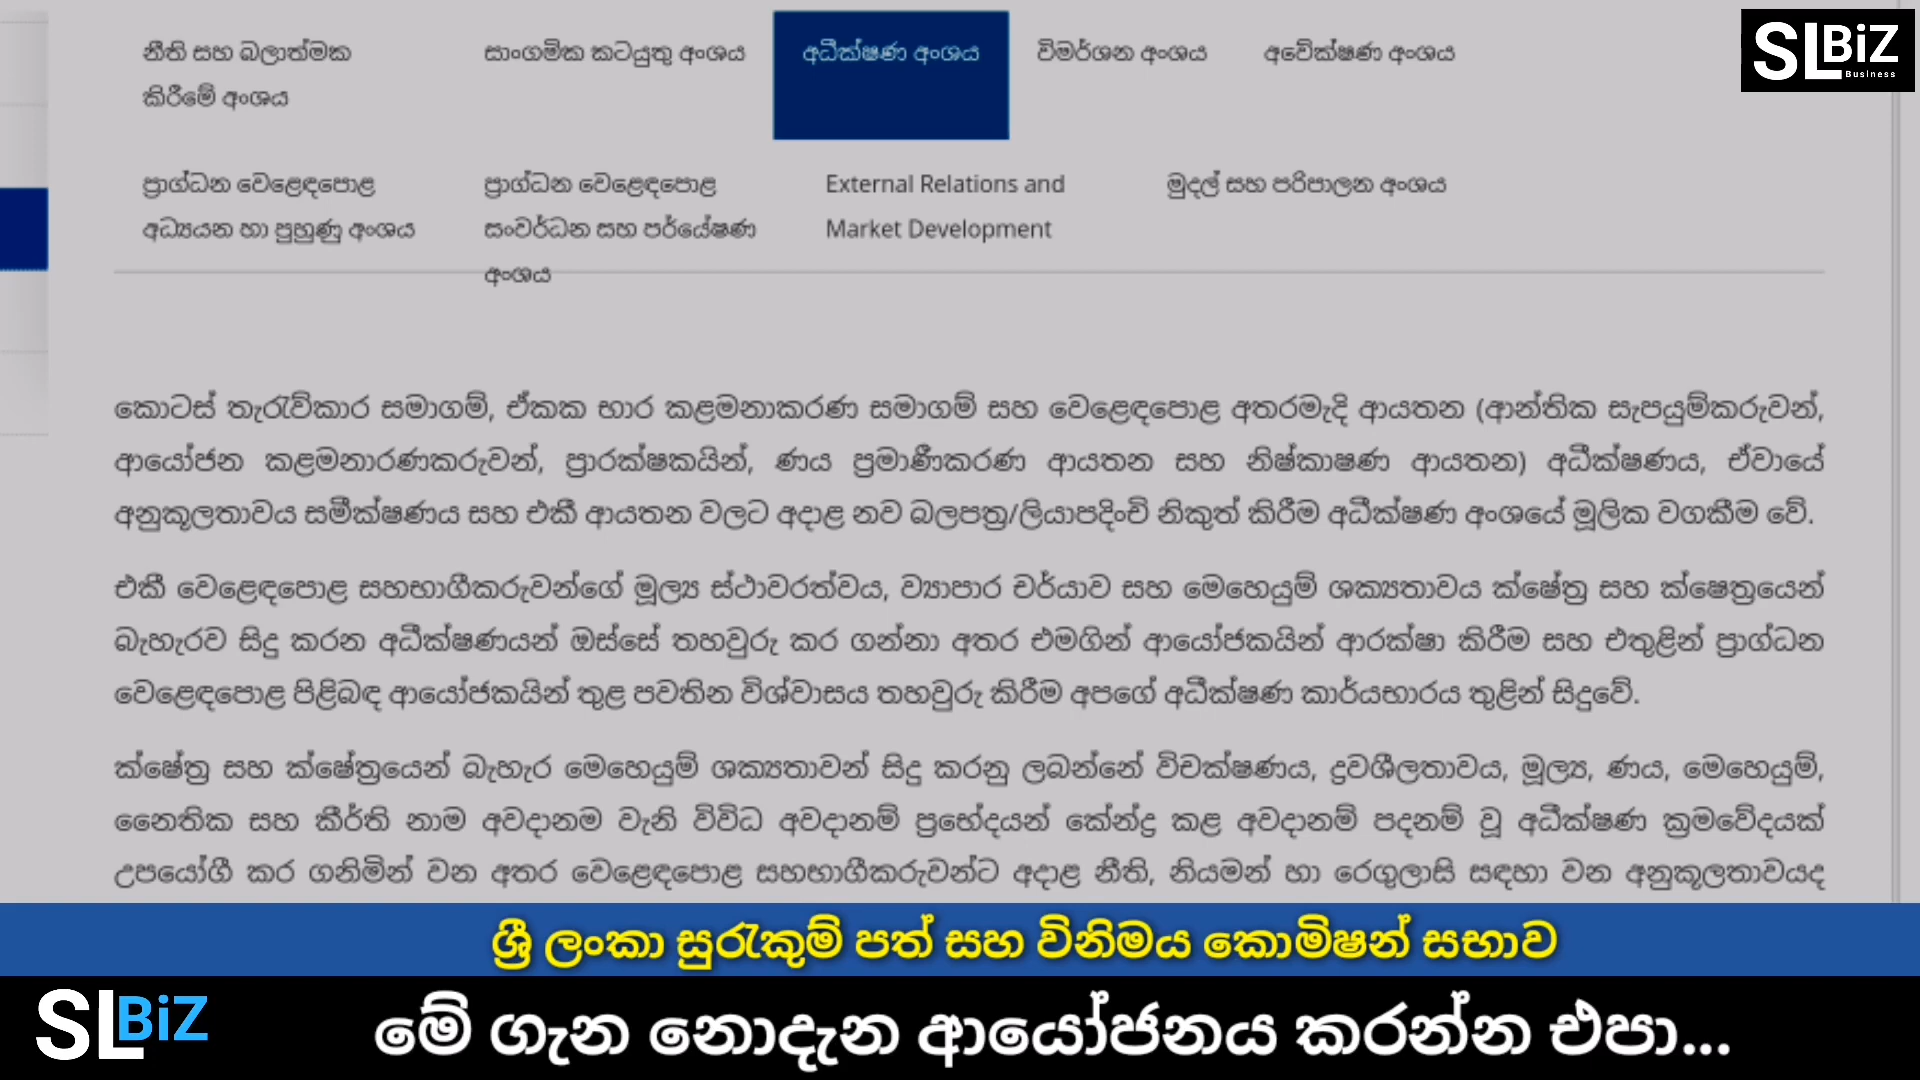 නීති සහ බලාත්මක
කිරීමේ අංශය
සාංගමික කටයුතු අංශය
අධීක්ෂණ අංශය
විමර්ශන අංශය
අවේක්ෂණ අංශය
SLBiZ
Business
ප්‍රාග්ධන වෙළෙඳපොළ
අධ්‍යයන හා පුහුණු අංශය
ප්‍රාග්ධන වෙළෙඳපොළ
සංවර්ධන සහ පර්යේෂණ
අංශය
External Relations and
Market Development
මුදල් සහ පරිපාලන අංශය
කොටස් තැරැව්කාර සමාගම්, ඒකක භාර කළමනාකරණ සමාගම් සහ වෙළෙඳපොළ අතරමැදි ආයතන (ආන්තික සැපයුම්කරුවන්,
ආයෝජන කළමනාරණකරුවන්, ප්‍රාරක්ෂකයින්, ණය ප්‍රමාණීකරණ ආයතන සහ නිෂ්කාෂණ ආයතන) අධීක්ෂණය, ඒවායේ
අනුකූලතාවය සමීක්ෂණය සහ එකී ආයතන වලට අදාළ නව බලපත්‍ර/ලියාපදිංචි නිකුත් කිරීම අධීක්ෂණ අංශයේ මූලික වගකීම වේ.
එකී වෙළෙඳපොළ සහභාගීකරුවන්ගේ මූල්‍ය ස්ථාවරත්වය, ව්‍යාපාර චර්යාව සහ මෙහෙයුම් ශක්‍යතාවය ක්ෂේත්‍ර සහ ක්ෂෙත්‍රයෙන්
බැහැරව සිදු කරන අධීක්ෂණයන් ඔස්සේ තහවුරු කර ගන්නා අතර එමගින් ආයෝජකයින් ආරක්ෂා කිරීම සහ එතුළින් ප්‍රාග්ධන
වෙළෙඳපොළ පිළිබඳ ආයෝජකයින් තුළ පවතින විශ්වාසය තහවුරු කිරීම අපගේ අධීක්ෂණ කාර්යභාරය තුළින් සිදුවේ.
ක්ෂේත්‍ර සහ ක්ෂේත්‍රයෙන් බැහැර මෙහෙයුම් ශක්‍යතාවන් සිදු කරනු ලබන්නේ විචක්ෂණය, ද්‍රවශීලතාවය, මූල්‍ය, ණය, මෙහෙයුම්,
නෛතික සහ කීර්ති නාම අවදානම වැනි විවිධ අවදානම් ප්‍රභේදයන් කේන්ද්‍ර කළ අවදානම් පදනම් වූ අධීක්ෂණ ක්‍රමවේදයක්
උපයෝගී කර ගනිමින් වන අතර වෙළෙඳපොළ සහභාගීකරුවන්ට අදාළ නීති, නියමන් හා රෙගුලාසි සඳහා වන අනුකූලතාවයද
ශ්‍රී ලංකා සුරැකුම් පත් සහ විනිමය කොමිෂන් සභාව
SLBiZ
මේ ගැන නොදැන ආයෝජනය කරන්න එපා...